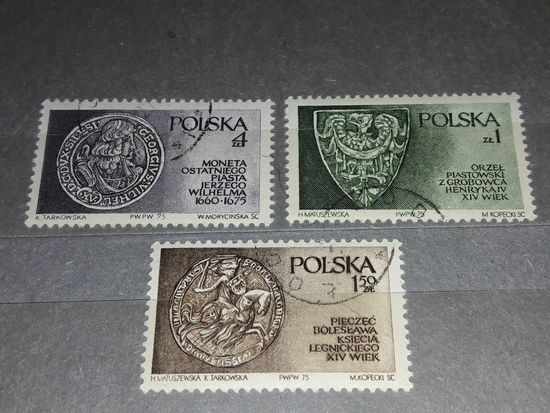 POLSKA
4 zł
MONETA
OSTATNIEGO
PIASTA
JERZEGO
WILHELMA
1660-1675
K. TARKOWSKA PWPW 75 W. MORYCIŃSKA SC
POLSKA
zł 1
ORZEŁ
PIASTOWSKI
Z GROBOWCA
HENRYKA IV
XIV WIEK
H. MATUSZEWSKA PWPW 75 M. KOPECKI SC.
POLSKA
1,50 zł
PIECZĘĆ
BOLESŁAWA
KSIĘCIA
LEGNICKIEGO
XIV WIEK
H. MATUSZEWSKA K. TARKOWSKA PWPW 75 M. KOPECKI SC